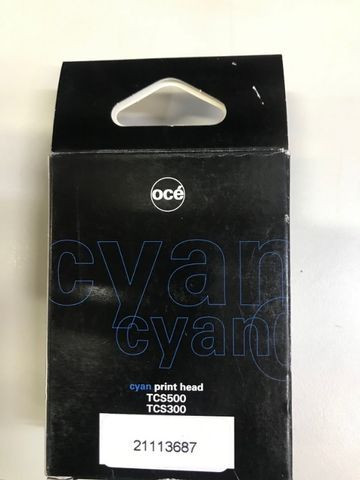 océ
cyan
cyan
cyan print head
TCS500
TCS300
21113687